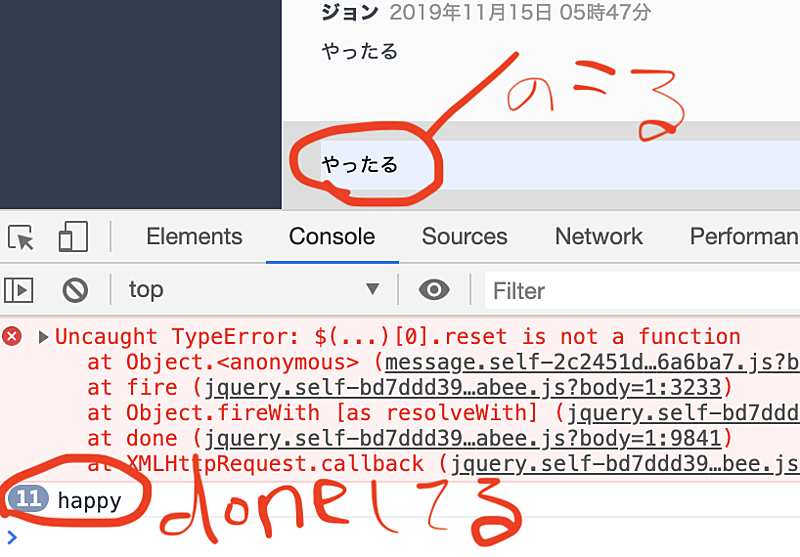 ジョン 2019年11月15日 05時47分
やったる
のこる
やったる
Elements Console Sources Network Performan
top Filter
Uncaught TypeError: $(...)[0].reset is not a function
at Object.<anonymous> (message.self-2c2451d…6a6ba7.js?b
at fire (jquery.self-bd7ddd39…abee.js?body=1:3233)
at Object.fireWith [as resolveWith] (jquery.self-bd7ddd
at done (jquery.self-bd7ddd39…abee.js?body=1:9841)
at XMLHttpRequest.callback (jquery.self-bd7ddd39…bee.js
11 happy
doneしてる